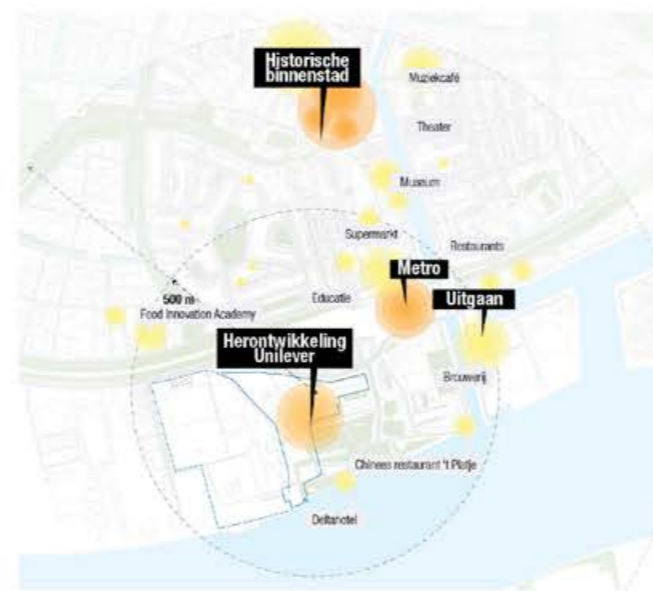 Historische
binnenstad
Muziekcafé
Theater
Museum
Supermarkt
Restaurants
Metro
Educatie
Uitgaan
500 m
Food Innovation Academy
Herontwikkeling
Unilever
Brouwerij
Chinees restaurant 't Platje
Deltahotel